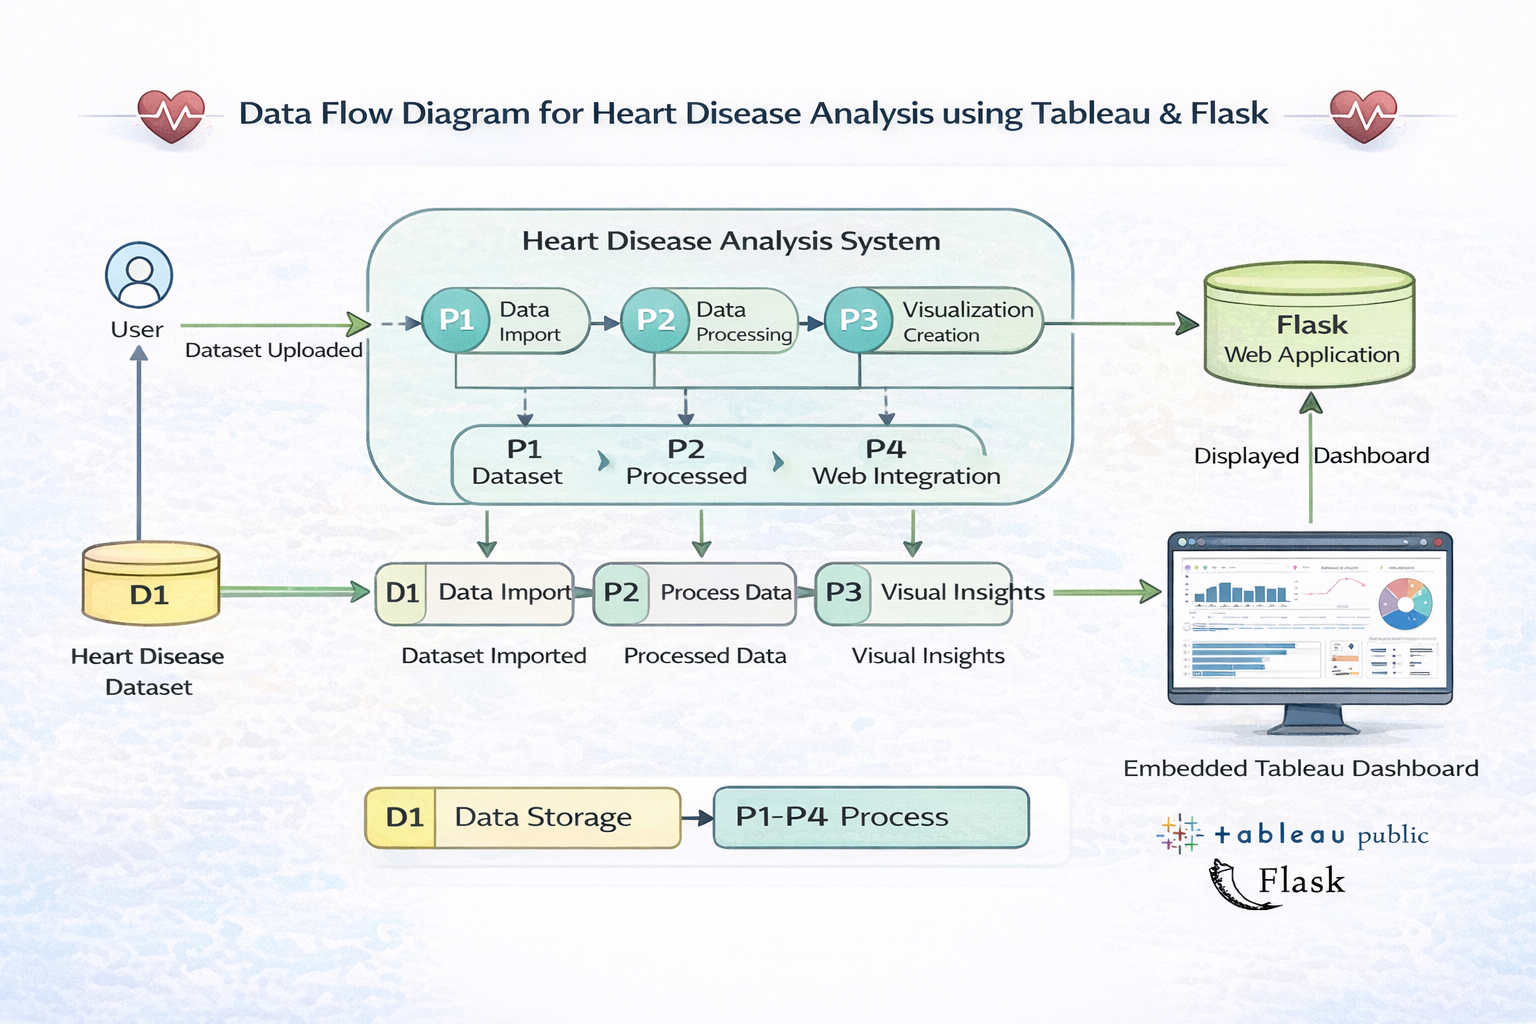 Data Flow Diagram for Heart Disease Analysis using Tableau & Flask
Heart Disease Analysis System
User
Dataset Uploaded
P1 Data Import
P2 Data Processing
P3 Visualization Creation
Flask
Web Application
P1
Dataset
P2
Processed
P4
Web Integration
Displayed Dashboard
D1
Heart Disease
Dataset
D1 Data Import
P2 Process Data
P3 Visual Insights
Dataset Imported
Processed Data
Visual Insights
Embedded Tableau Dashboard
D1 Data Storage
P1-P4 Process
tableau public
Flask